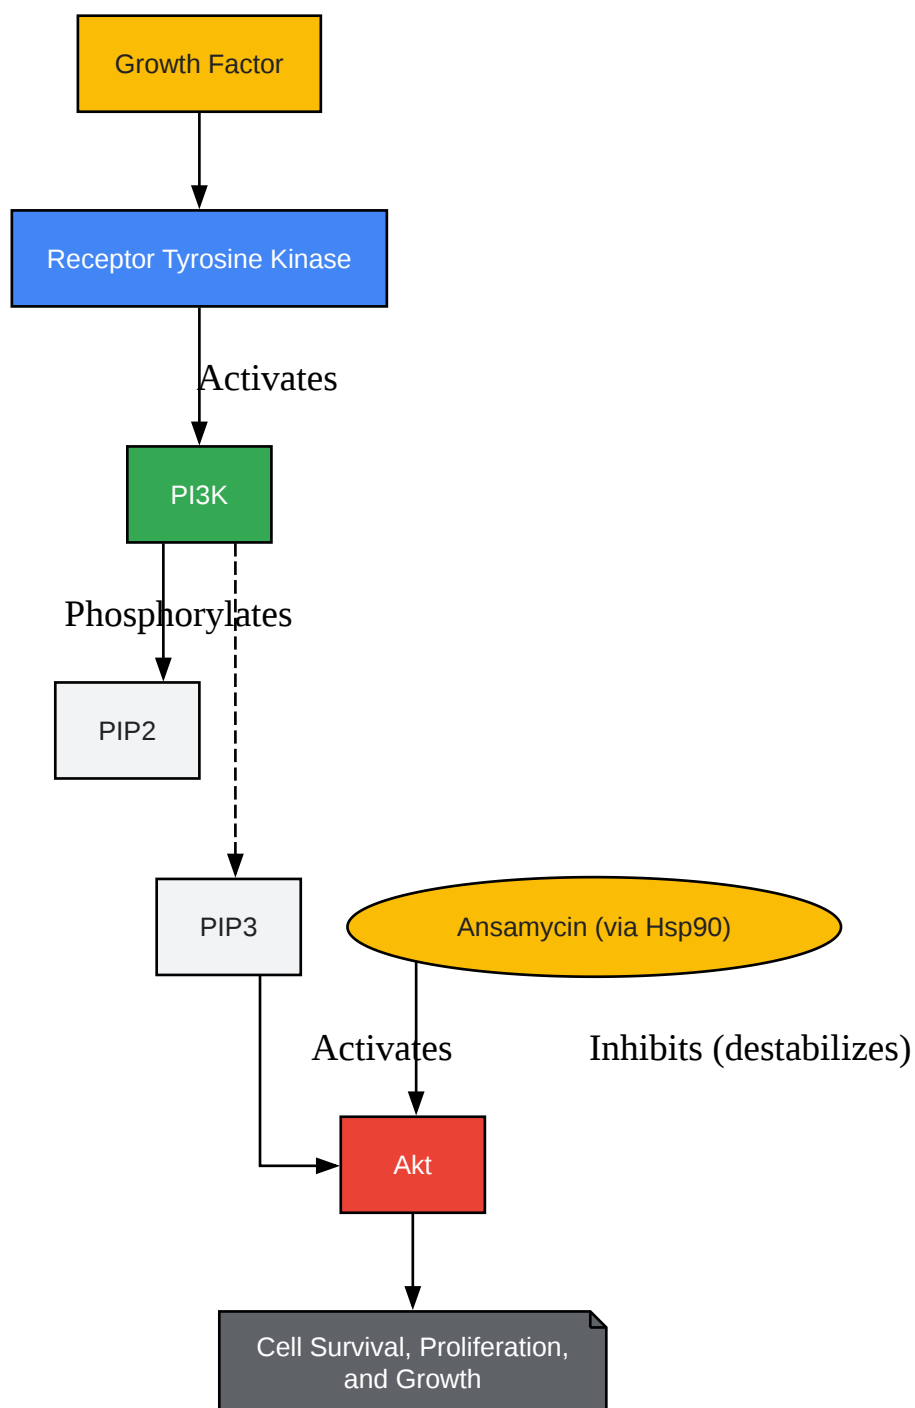 Growth Factor
Receptor Tyrosine Kinase
Activates
PI3K
Phosphorylates
PIP2
PIP3
Ansamycin (via Hsp90)
Activates
Inhibits (destabilizes)
Akt
Cell Survival, Proliferation,
and Growth